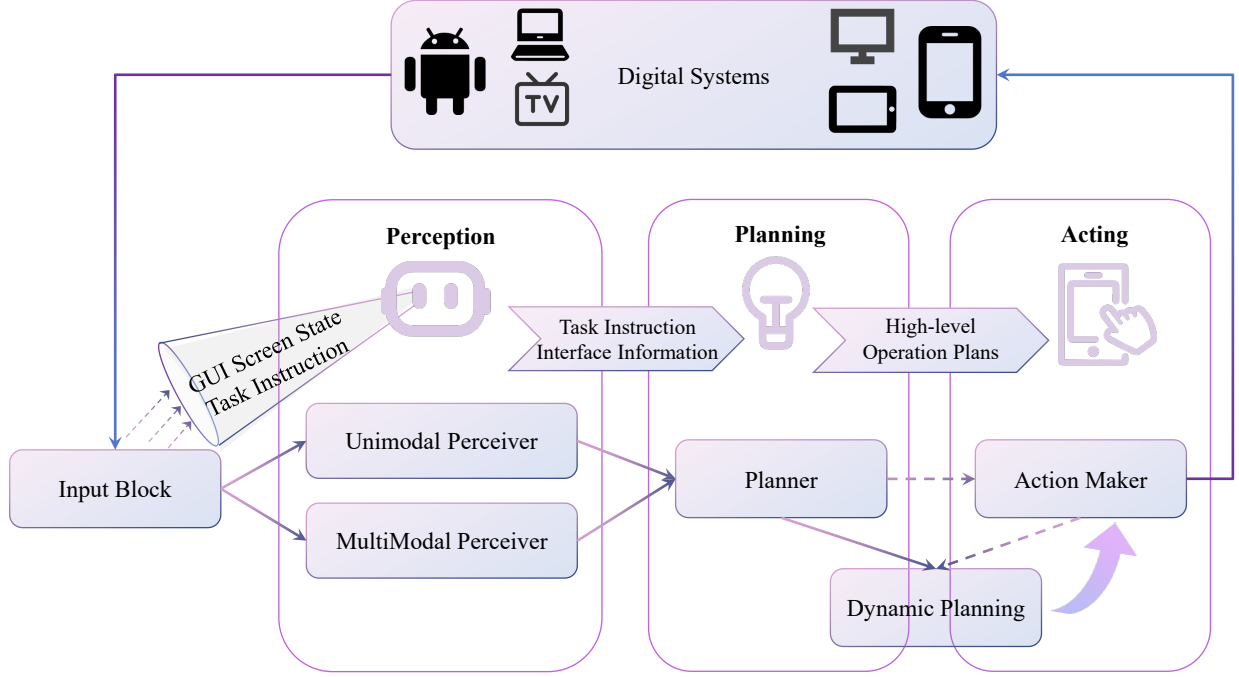 Digital Systems
TV
Perception
Planning
Acting
GUI Screen State
Task Instruction
Task Instruction
Interface Information
High-level
Operation Plans
Unimodal Perceiver
Input Block
Planner
Action Maker
MultiModal Perceiver
Dynamic Planning